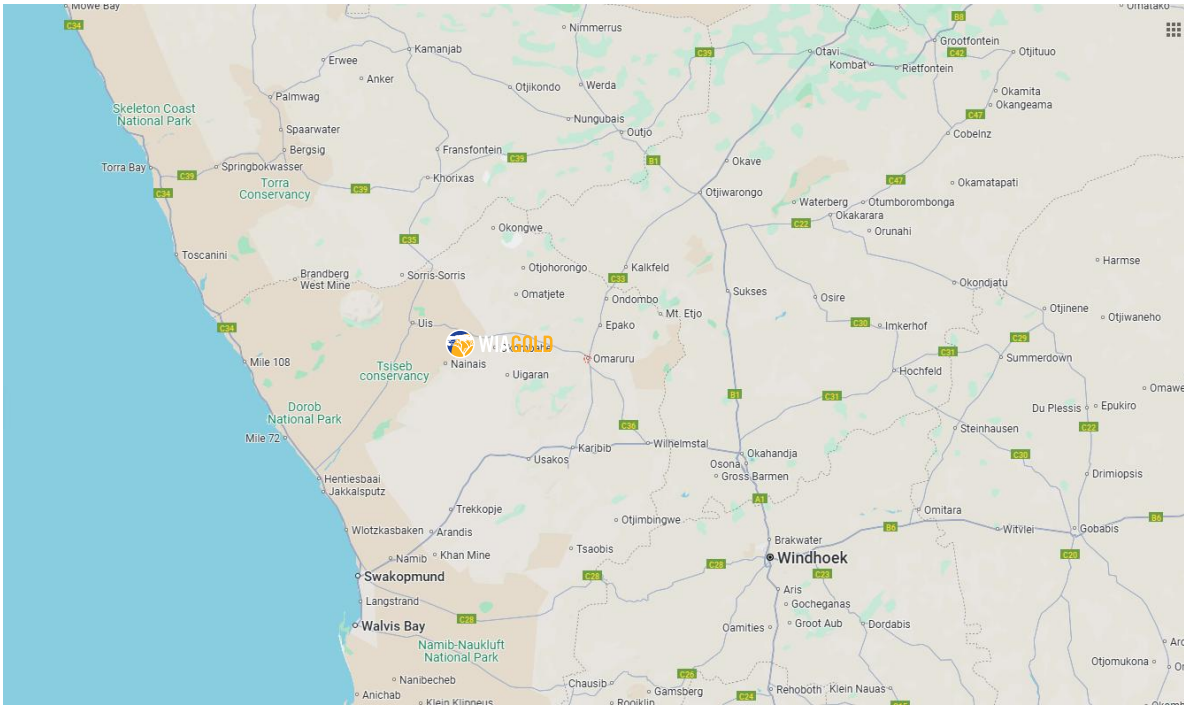 Mowe Bay
C34
B8
Omatako
Nimmerrus
Grootfontein
Kamanjab
C39
Otavi
C42
Otjituuo
Erwee
Kombat
Rietfontein
Anker
Otjikondo
Werda
Okamita
Palmwag
Okangeama
Skeleton Coast
National Park
Nungubais
C47
Spaarwater
Outjo
Cobelnz
Bergsig
Fransfontein
C39
B1
Okave
Torra Bay
Springbokwasser
C39
Khorixas
C47
Okamatapati
Torra
Conservancy
C39
C34
Otjiwarongo
Waterberg
Otumborombonga
Okakarara
Okongwe
C22
Orunahi
C35
Toscanini
Harmse
Brandberg
West Mine
Sorris-Sorris
Otjohorongo
Kalkfeld
C33
Okondjatu
Omatjete
Ondombo
Sukses
Osire
Otjinene
Mt. Etjo
Otjiwaneho
C34
Uis
Epako
C30
Imkerhof
C29
WIAGOLD
C31
Summerdown
Mile 108
Tsiseb
conservancy
Nainais
Omaruru
Uigaran
Hochfeld
B1
C31
Omawe
Dorob
National Park
Du Plessis
Epukiro
C36
C22
Mile 72
Steinhausen
Karibib
Wilhelmstal
Usakos
Okahandja
C30
Osona
Gross Barmen
Drimiopsis
Hentiesbaai
Jakkalsputz
A1
Trekkopje
Omitara
Otjimbingwe
B6
B6
Wlotzkasbaken
Arandis
Witvlei
Gobabis
Brakwater
Namib
Khan Mine
Tsaobis
Windhoek
C20
C28
C28
C23
Swakopmund
Aris
Langstrand
Gocheganas
C28
Walvis Bay
Oamities
Groot Aub
Dordabis
Namib-Naukluft
National Park
Otjomukona
C26
Nanibecheb
Chausib
Gamsberg
C24
Rehoboth
Klein Nauas
Anichab